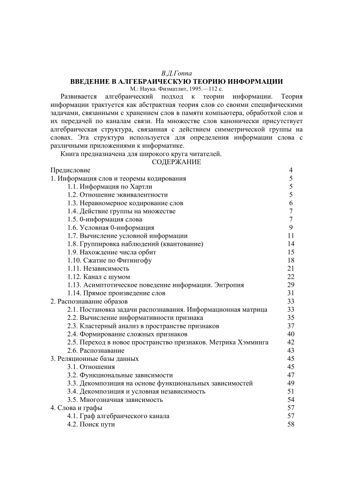 В.Д.Гоппа
ВВЕДЕНИЕ В АЛГЕБРАИЧЕСКУЮ ТЕОРИЮ ИНФОРМАЦИИ
М.: Наука. Физматлит, 1995.—112 с.
Развивается алгебраический подход к теории информации. Теория
информации трактуется как абстрактная теория слов со своими специфическими
задачами, связанными с хранением слов в памяти компьютера, обработкой слов и
их передачей по каналам связи. На множестве слов канонически присутствует
алгебраическая структура, связанная с действием симметрической группы на
словах. Эта структура используется для определения информации слова с
различными приложениями к информатике.
Книга предназначена для широкого круга читателей.
СОДЕРЖАНИЕ
Предисловие 4
1. Информация слов и теоремы кодирования 5
1.1. Информация по Хартли 5
1.2. Отношение эквивалентности 5
1.3. Неравномерное кодирование слов 6
1.4. Действие группы на множестве 7
1.5. 0-информация слова 7
1.6. Условная 0-информация 9
1.7. Вычисление условной информации 11
1.8. Группировка наблюдений (квантование) 14
1.9. Нахождение числа орбит 15
1.10. Сжатие по Фитингофу 18
1.11. Независимость 21
1.12. Канал с шумом 22
1.13. Асимптотическое поведение информации. Энтропия 29
1.14. Прямое произведение слов 31
2. Распознавание образов 33
2.1. Постановка задачи распознавания. Информационная матрица 33
2.2. Вычисление информативности признака 35
2.3. Кластерный анализ в пространстве признаков 37
2.4. Формирование сложных признаков 40
2.5. Переход в новое пространство признаков. Метрика Хэмминга 42
2.6. Распознавание 43
3. Реляционные базы данных 45
3.1. Отношения 45
3.2. Функциональные зависимости 47
3.3. Декомпозиция на основе функциональных зависимостей 49
3.4. Декомпозиция и условная независимость 51
3.5. Многозначная зависимость 54
4. Слова и графы 57
4.1. Граф алгебраического канала 57
4.2. Поиск пути 58